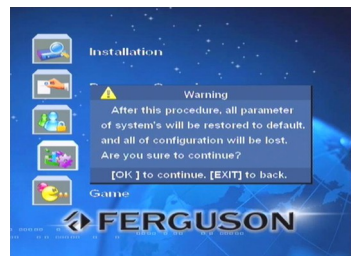 Installation
Warning
After this procedure, all parameter
of system's will be restored to default.
and all of configuration will be lost.
Are you sure to continue?
[OK ] to continue. [EXIT] to back.
Game
FERGUSON